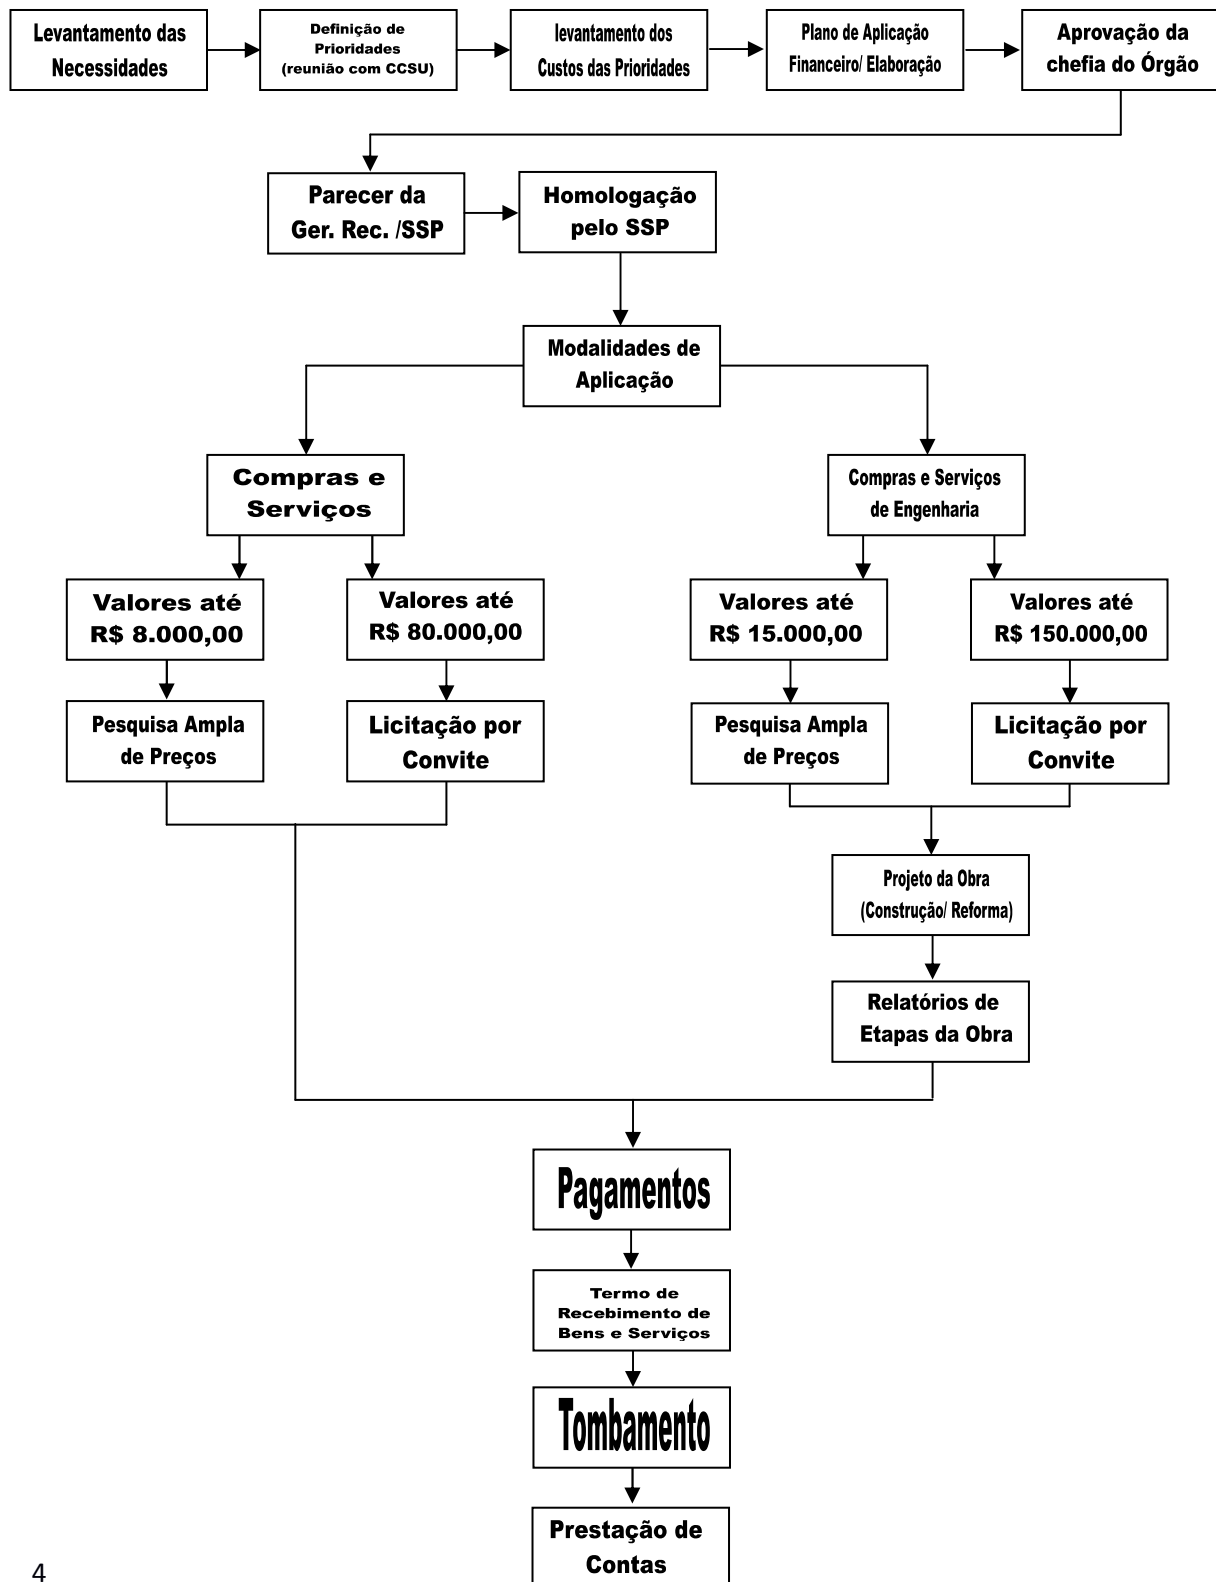 Levantamento das
Necessidades
Definição de
Prioridades
(reunião com CCSU)
levantamento dos
Custos das Prioridades
Plano de Aplicação
Financeiro/ Elaboração
Aprovação da
chefia do Órgão
Parecer da
Ger. Rec. /SSP
Homologação
pelo SSP
Modalidades de
Aplicação
Compras e
Serviços
Compras e Serviços
de Engenharia
Valores até
R$ 8.000,00
Valores até
R$ 80.000,00
Valores até
R$ 15.000,00
Valores até
R$ 150.000,00
Pesquisa Ampla
de Preços
Licitação por
Convite
Pesquisa Ampla
de Preços
Licitação por
Convite
Projeto da Obra
(Construção/ Reforma)
Relatórios de
Etapas da Obra
Pagamentos
Termo de
Recebimento de
Bens e Serviços
Tombamento
Prestação de
Contas
4